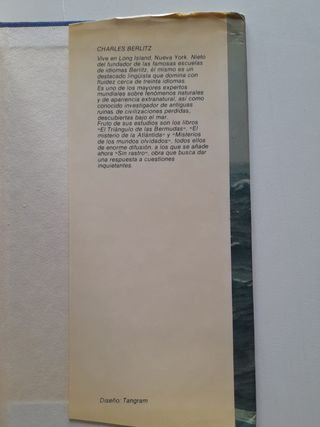 CHARLES BERLITZ
Vive en Long Island, Nueva York. Nieto
del fundador de las famosas escuelas
de idiomas Berlitz, él mismo es un
destacado lingüista que domina con
fluidez cerca de treinta idiomas.
Es uno de los mayores expertos
mundiales sobre fenómenos naturales
y de apariencia extranatural, así como
conocido investigador de antiguas
ruinas de civilizaciones perdidas,
descubiertas bajo el mar.
Fruto de sus estudios son los libros
«El Triángulo de las Bermudas», «El
misterio de la Atlántida» y «Misterios
de los mundos olvidados», todos ellos
de enorme difusión, a los que se añade
ahora «Sin rastro», obra que busca dar
una respuesta a cuestiones
inquietantes.
Diseño: Tangram